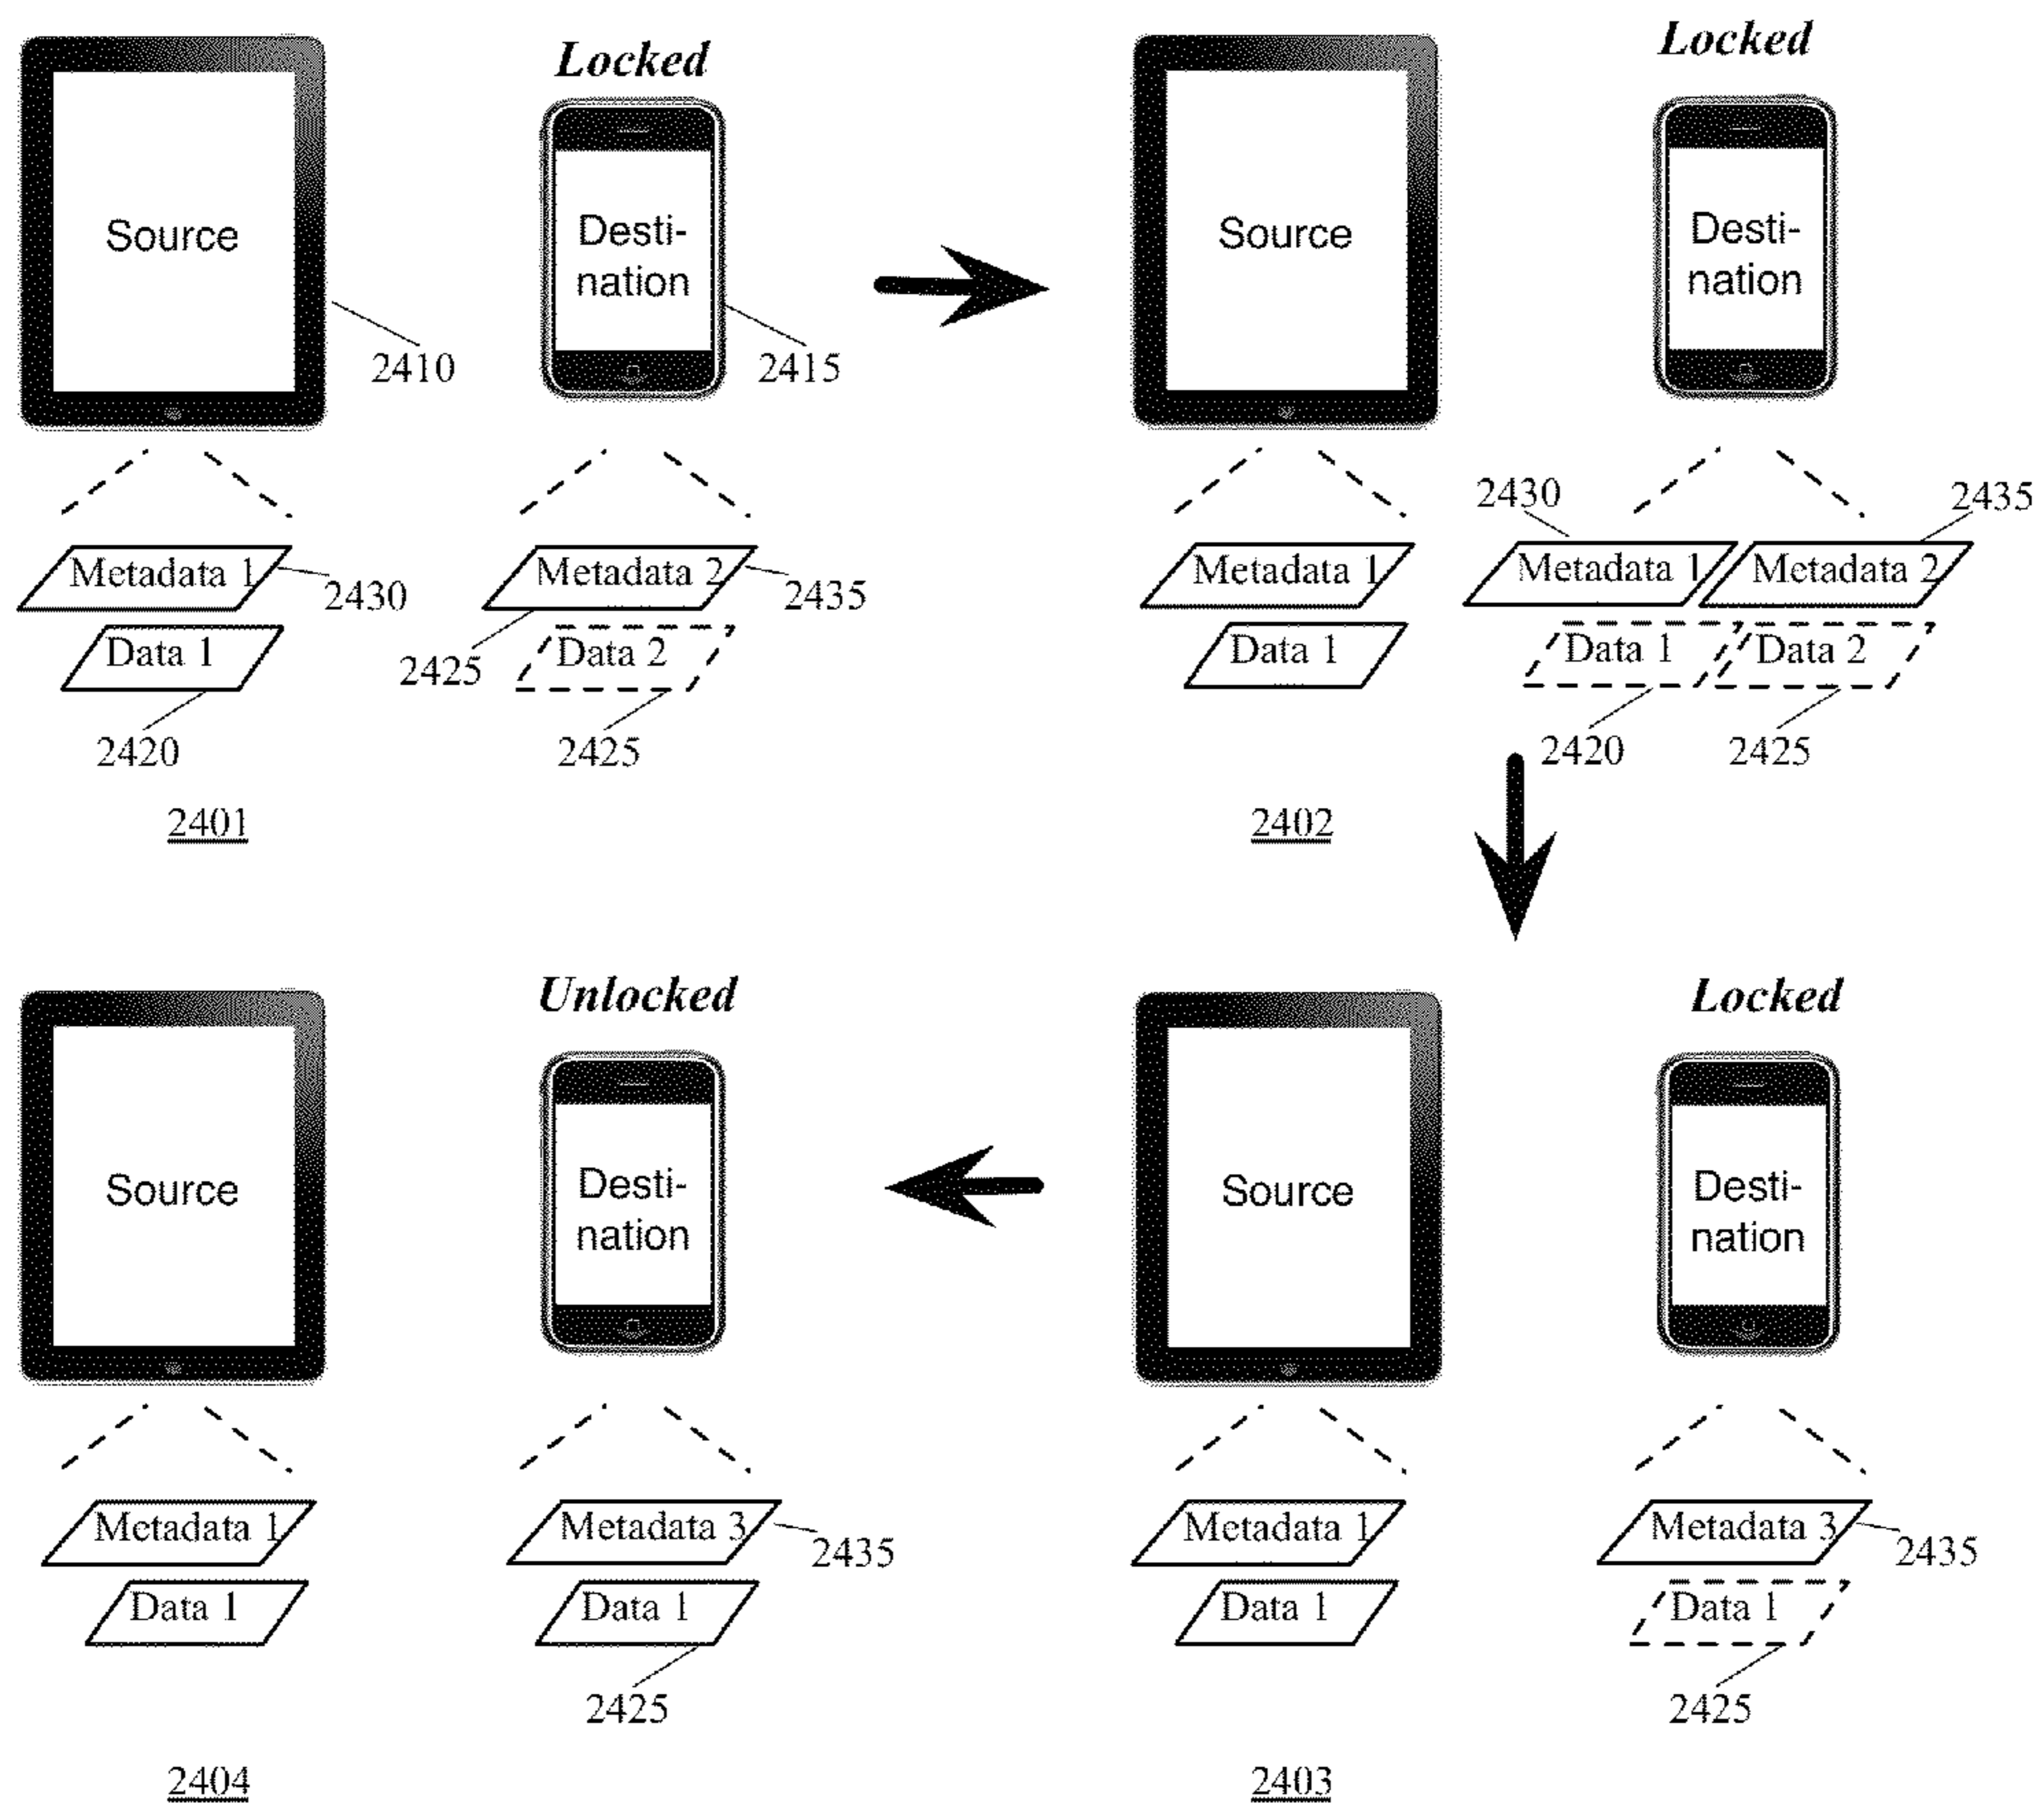 Locked
Source
Desti-
nation
2410
2415
Metadata 1
2430
Data 1
2420
Metadata 2
2435
2425
Data 2
2425
2401
Locked
Source
Desti-
nation
Metadata 1
Data 1
2430
2435
Metadata 1
Metadata 2
Data 1
Data 2
2420
2425
2402
Unlocked
Source
Desti-
nation
Metadata 1
Data 1
Metadata 3
2435
Data 1
2425
2404
Locked
Source
Desti-
nation
Metadata 1
Data 1
Metadata 3
2435
Data 1
2425
2403